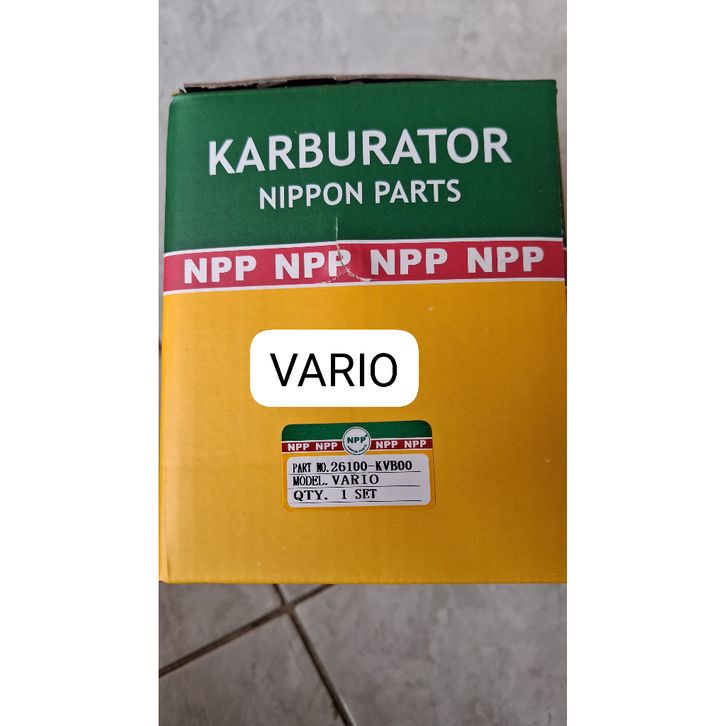 KARBURATOR
NIPPON PARTS
NPP NPP NPP NPP
VARIO
NPP NPP NPP NPP NPP
PART NO.26100-KVB00
MODEL. VARIO
QTY. 1 SET